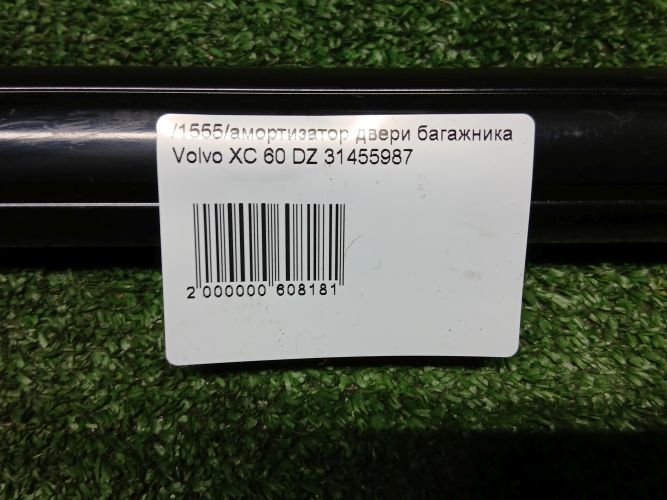 /1555/амортизатор двери багажника
Volvo XC 60 DZ 31455987
2 000000 608181